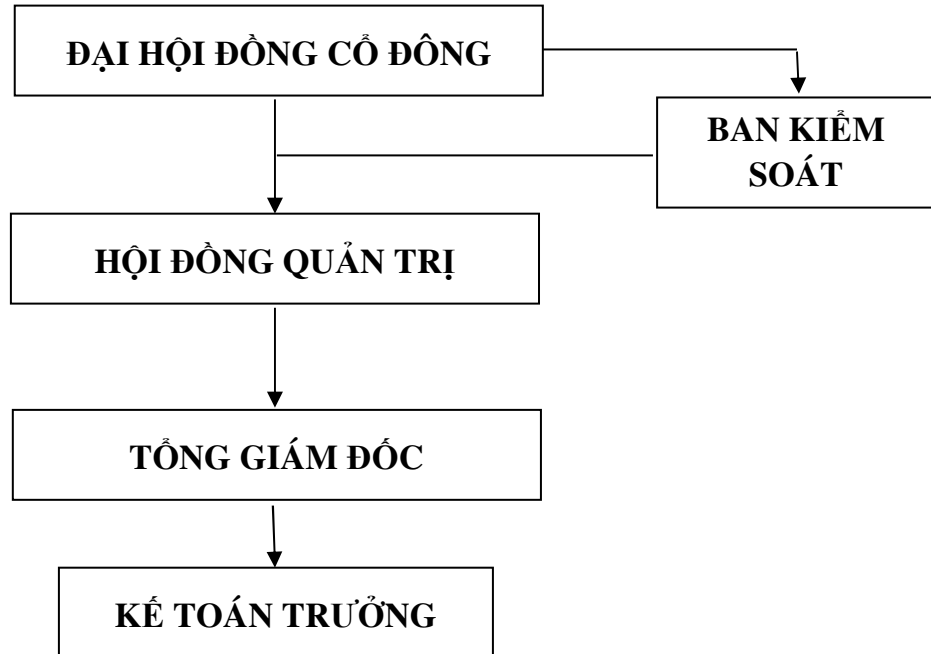 ĐẠI HỘI ĐỒNG CỔ ĐÔNG
BAN KIỂM
SOÁT
HỘI ĐỒNG QUẢN TRỊ
TỔNG GIÁM ĐỐC
KẾ TOÁN TRƯỞNG